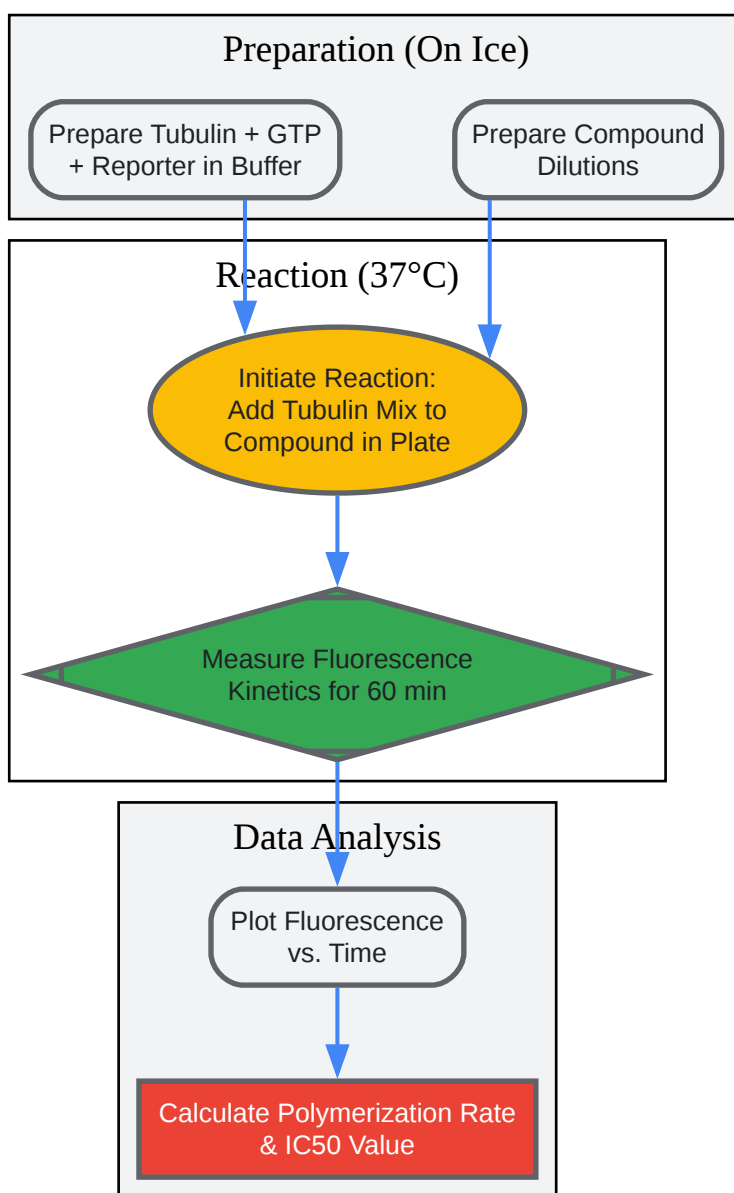 Preparation (On Ice)
Prepare Tubulin + GTP
+ Reporter in Buffer
Prepare Compound
Dilutions
Reaction (37°C)
Initiate Reaction:
Add Tubulin Mix to
Compound in Plate
Measure Fluorescence
Kinetics for 60 min
Data Analysis
Plot Fluorescence
vs. Time
Calculate Polymerization Rate
& IC50 Value